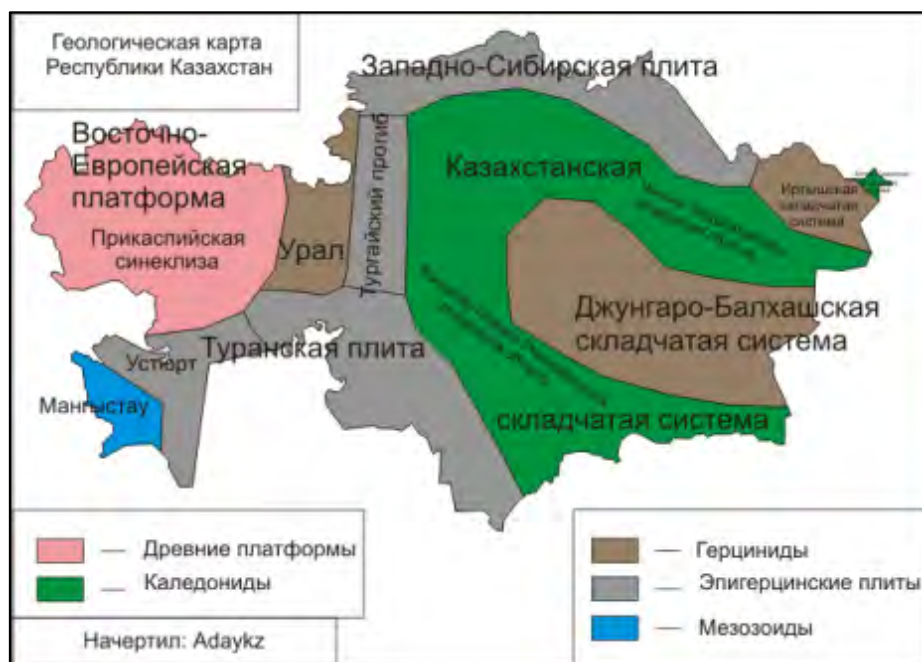 Геологическая карта
Республики Казахстан
Западно-Сибирская плита
Восточно-
Европейская
платформа
Прикаспийская
синеклиза
Урал
Тургайский прогиб
Казахстанская
Иртышская
складчатая
система
Джунгаро-Балхашская
складчатая система
Туранская плита
Устюрт
Мангыстау
складчатая система
— Древние платформы
— Каледониды
— Герциниды
— Эпигерцинские плиты
— Мезозоиды
Начертил: Adaykz